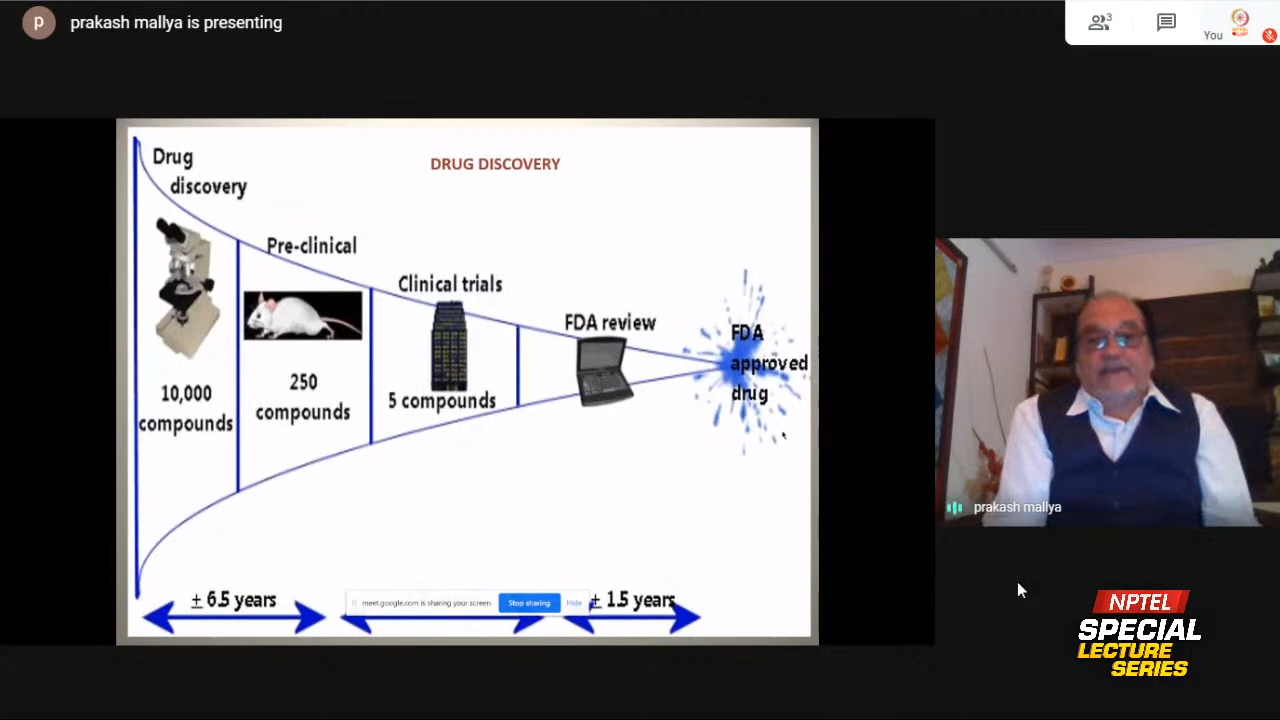 p
prakash mallya is presenting
3
You
DRUG DISCOVERY
Drug
discovery
Pre-clinical
Clinical trials
FDA review
FDA
approved
drug
10,000
compounds
250
compounds
5 compounds
± 6.5 years
meet.google.com is sharing your screen.
Stop sharing
Hide
± 1.5 years
prakash mallya
NPTEL
SPECIAL
LECTURE
SERIES